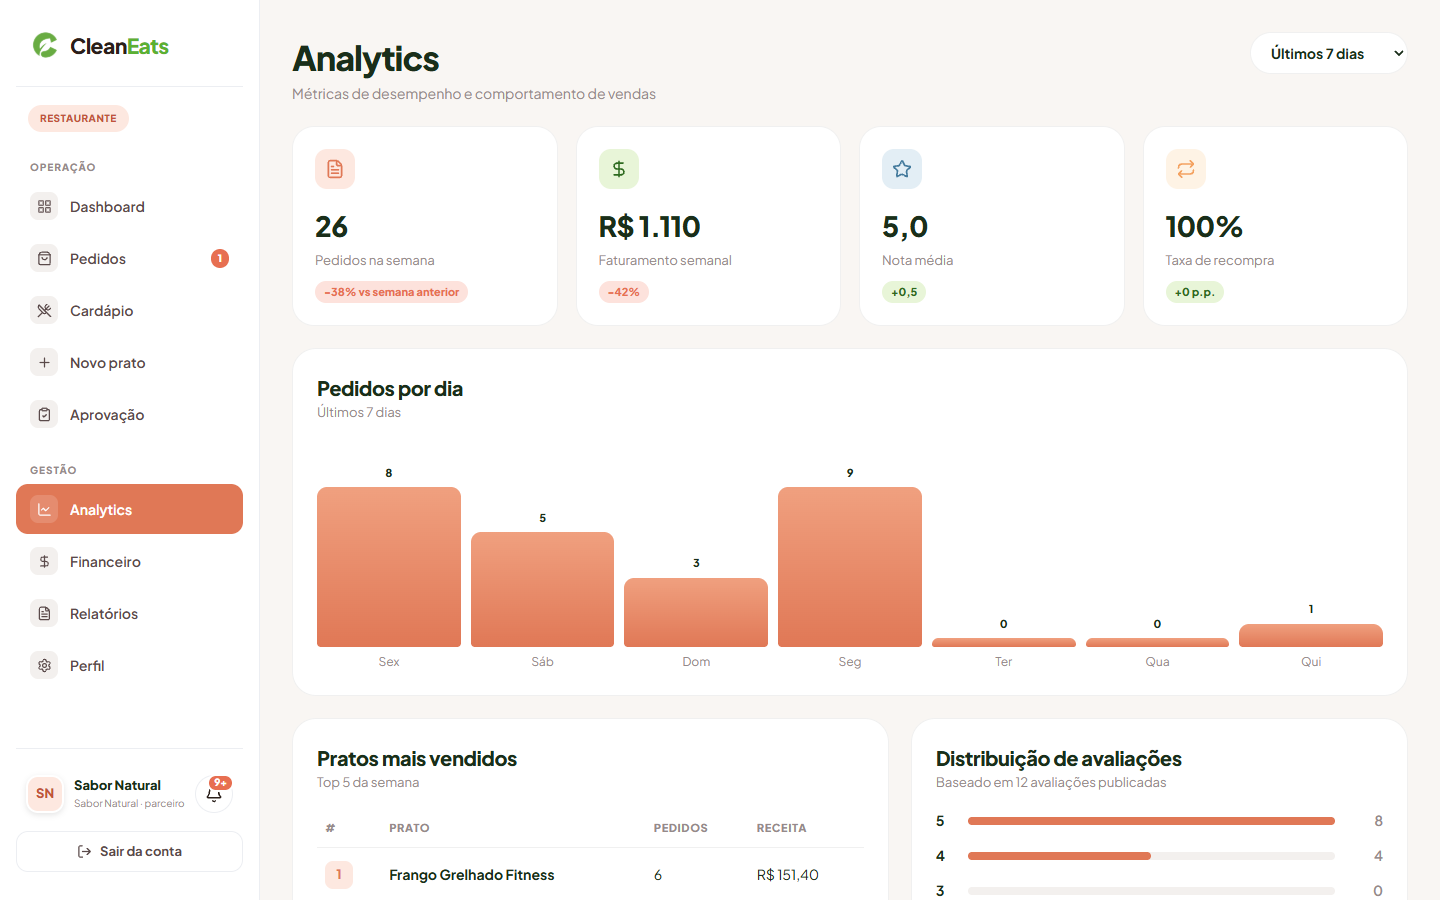 CleanEats
RESTAURANTE
OPERAÇÃO
Dashboard
Pedidos 1
Cardápio
Novo prato
Aprovação
GESTÃO
Analytics
Financeiro
Relatórios
Perfil
SN
Sabor Natural
Sabor Natural · parceiro
9+
Sair da conta
Analytics
Métricas de desempenho e comportamento de vendas
Últimos 7 dias
26
Pedidos na semana
-38% vs semana anterior
R$ 1.110
Faturamento semanal
-42%
5,0
Nota média
+0,5
100%
Taxa de recompra
+0 p.p.
Pedidos por dia
Últimos 7 dias
8 5 3 9 0 0 1
Sex Sáb Dom Seg Ter Qua Qui
Pratos mais vendidos
Top 5 da semana
# PRATO PEDIDOS RECEITA
1 Frango Grelhado Fitness 6 R$ 151,40
Distribuição de avaliações
Baseado em 12 avaliações publicadas
5 8
4 4
3 0